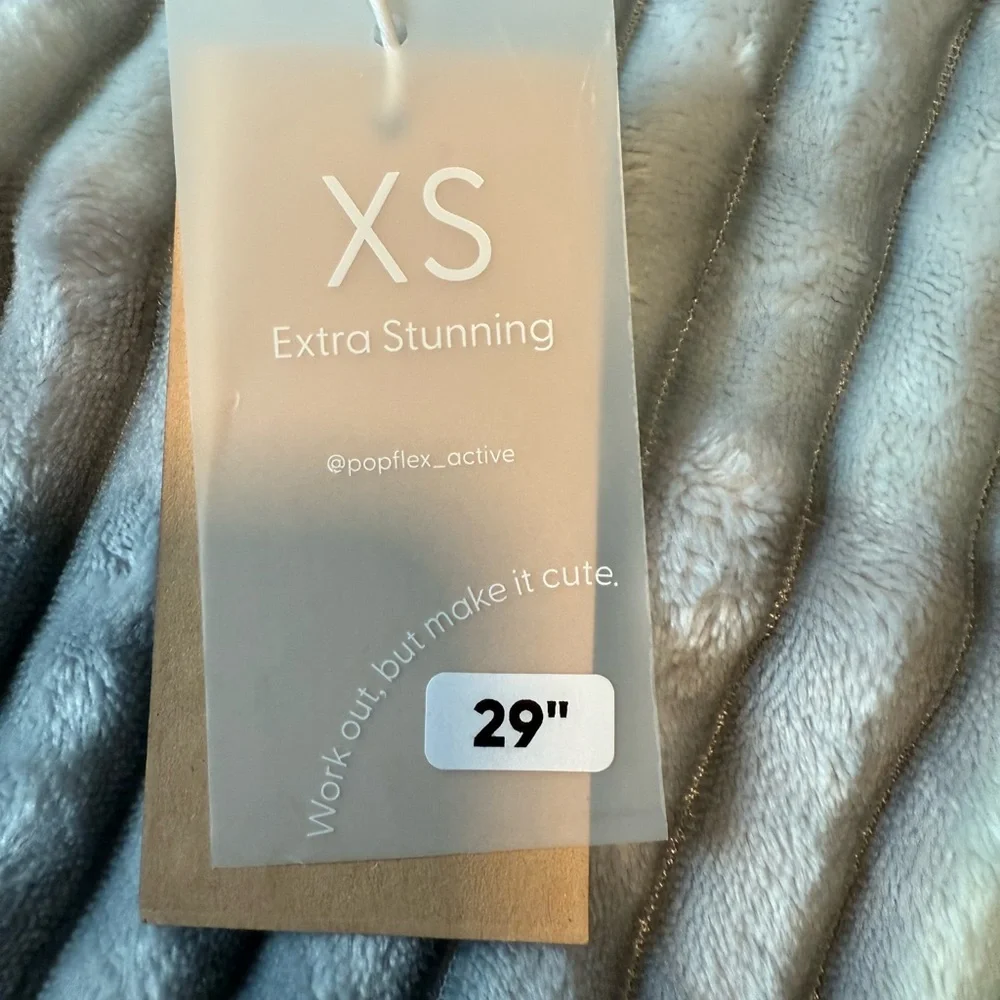 XS
Extra Stunning
@popflex_active
Work out, but make it cute.
29"